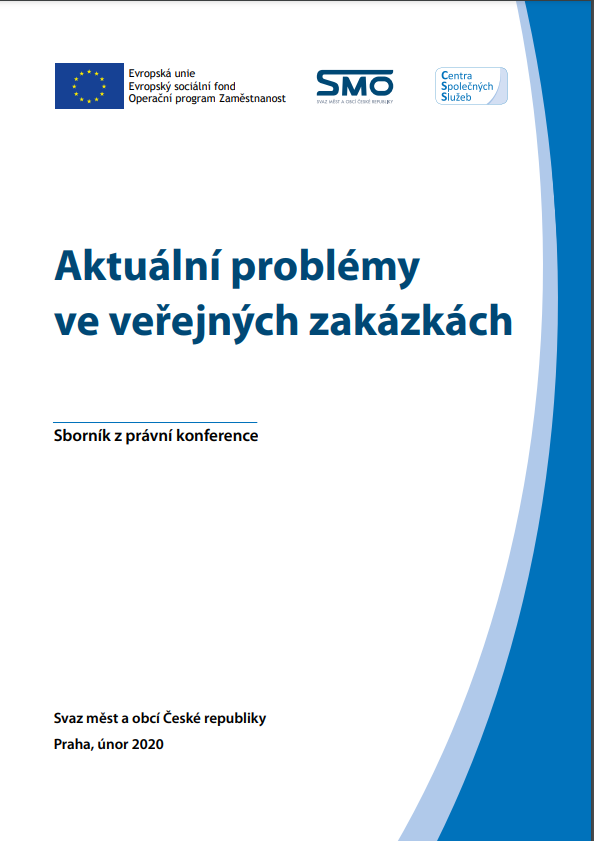 Evropská unie
Evropský sociální fond
Operační program Zaměstnanost
SMO
SVAZ MĚST A OBCÍ ČESKÉ REPUBLIKY
Centra
Společných
Služeb
Aktuální problémy
ve veřejných zakázkách
Sborník z právní konference
Svaz měst a obcí České republiky
Praha, únor 2020